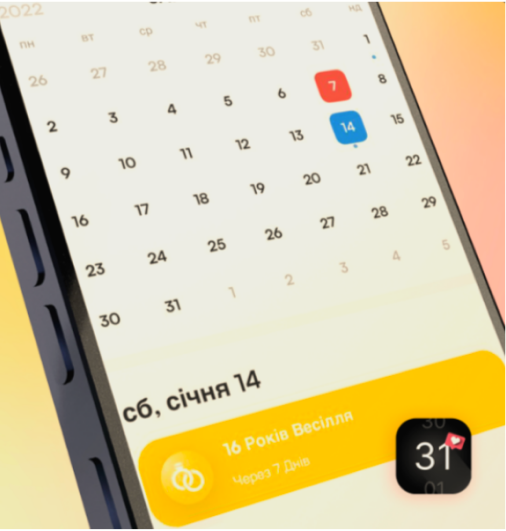 2022
пн вт ср чт пт сб нд
26 27 28 29 30 31 1
2 3 4 5 6 7 8
9 10 11 12 13 14 15
16 17 18 19 20 21 22
23 24 25 26 27 28 29
30 31 1 2 3 4 5
сб, січня 14
16 Років Весілля
Через 7 Днів
30
31
01